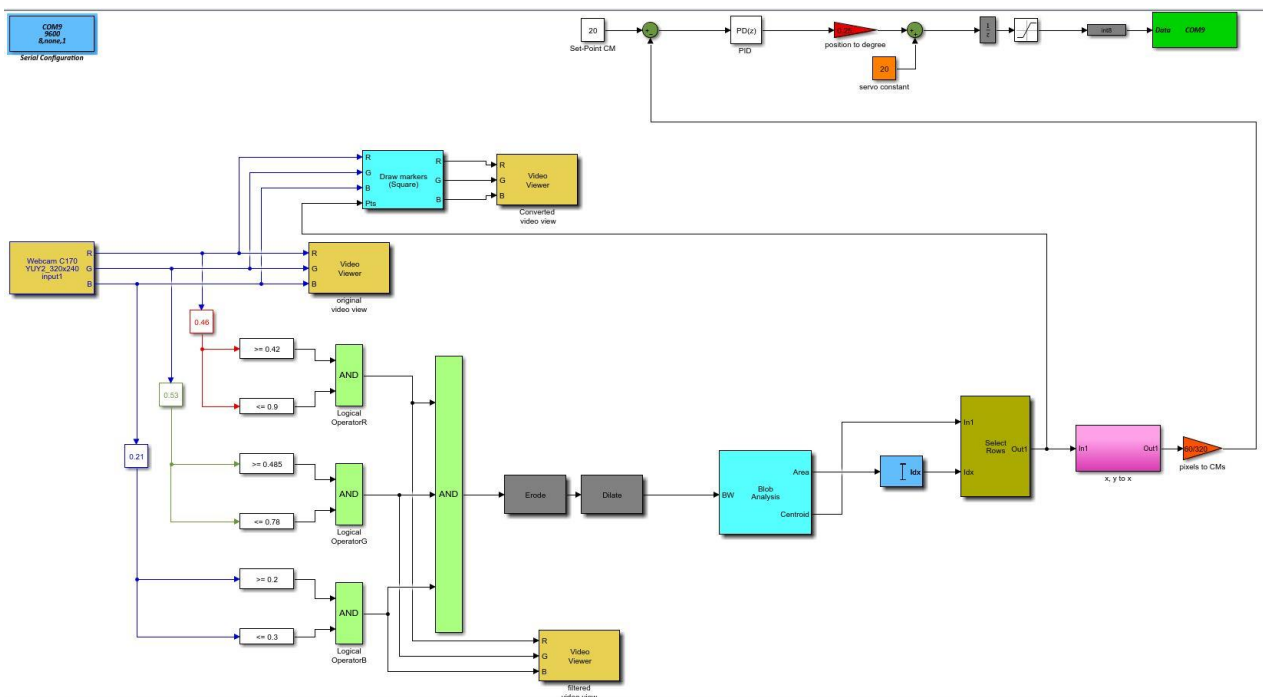 COM9
9600
8,none,1
Serial Configuration
20
Set-Point CM
PD(z)
PID
position to degree
20
servo constant
int8
Data COM9
R
G
B
Pts
Draw markers
(Square)
R
G
B
R
G
B
Video
Viewer
Converted
video view
Webcam C170
YUY2_320x240
input1
R
G
B
R
G
B
Video
Viewer
original
video view
0.46
0.53
0.21
>= 0.42
<= 0.9
AND
Logical
OperatorR
>= 0.485
<= 0.78
AND
Logical
OperatorG
>= 0.2
<= 0.3
AND
Logical
OperatorB
AND
Erode
Dilate
BW
Blob
Analysis
Area
Centroid
Idx
In1
Idx
Select
Rows
Out1
In1
Out1
x, y to x
60/320
pixels to CMs
R
G
B
Video
Viewer
filtered
video view